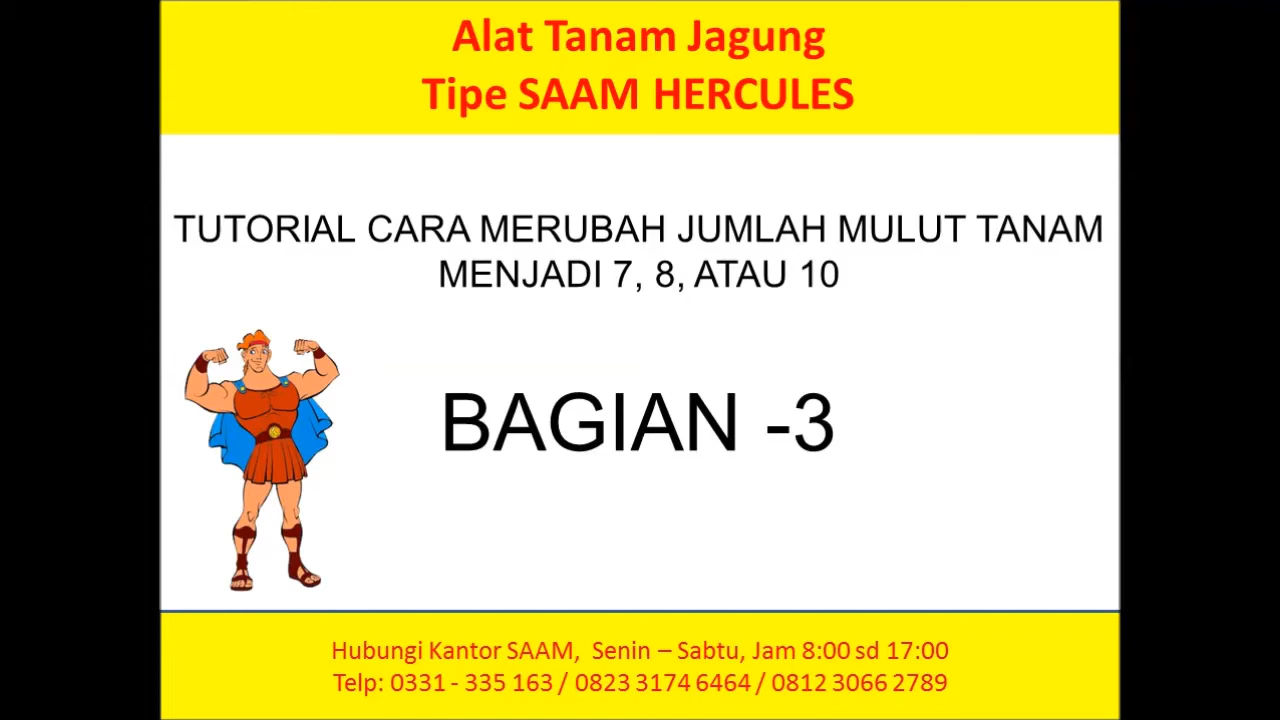 Alat Tanam Jagung
Tipe SAAM HERCULES
TUTORIAL CARA MERUBAH JUMLAH MULUT TANAM
MENJADI 7, 8, ATAU 10
BAGIAN -3
Hubungi Kantor SAAM, Senin – Sabtu, Jam 8:00 sd 17:00
Telp: 0331 - 335 163 / 0823 3174 6464 / 0812 3066 2789